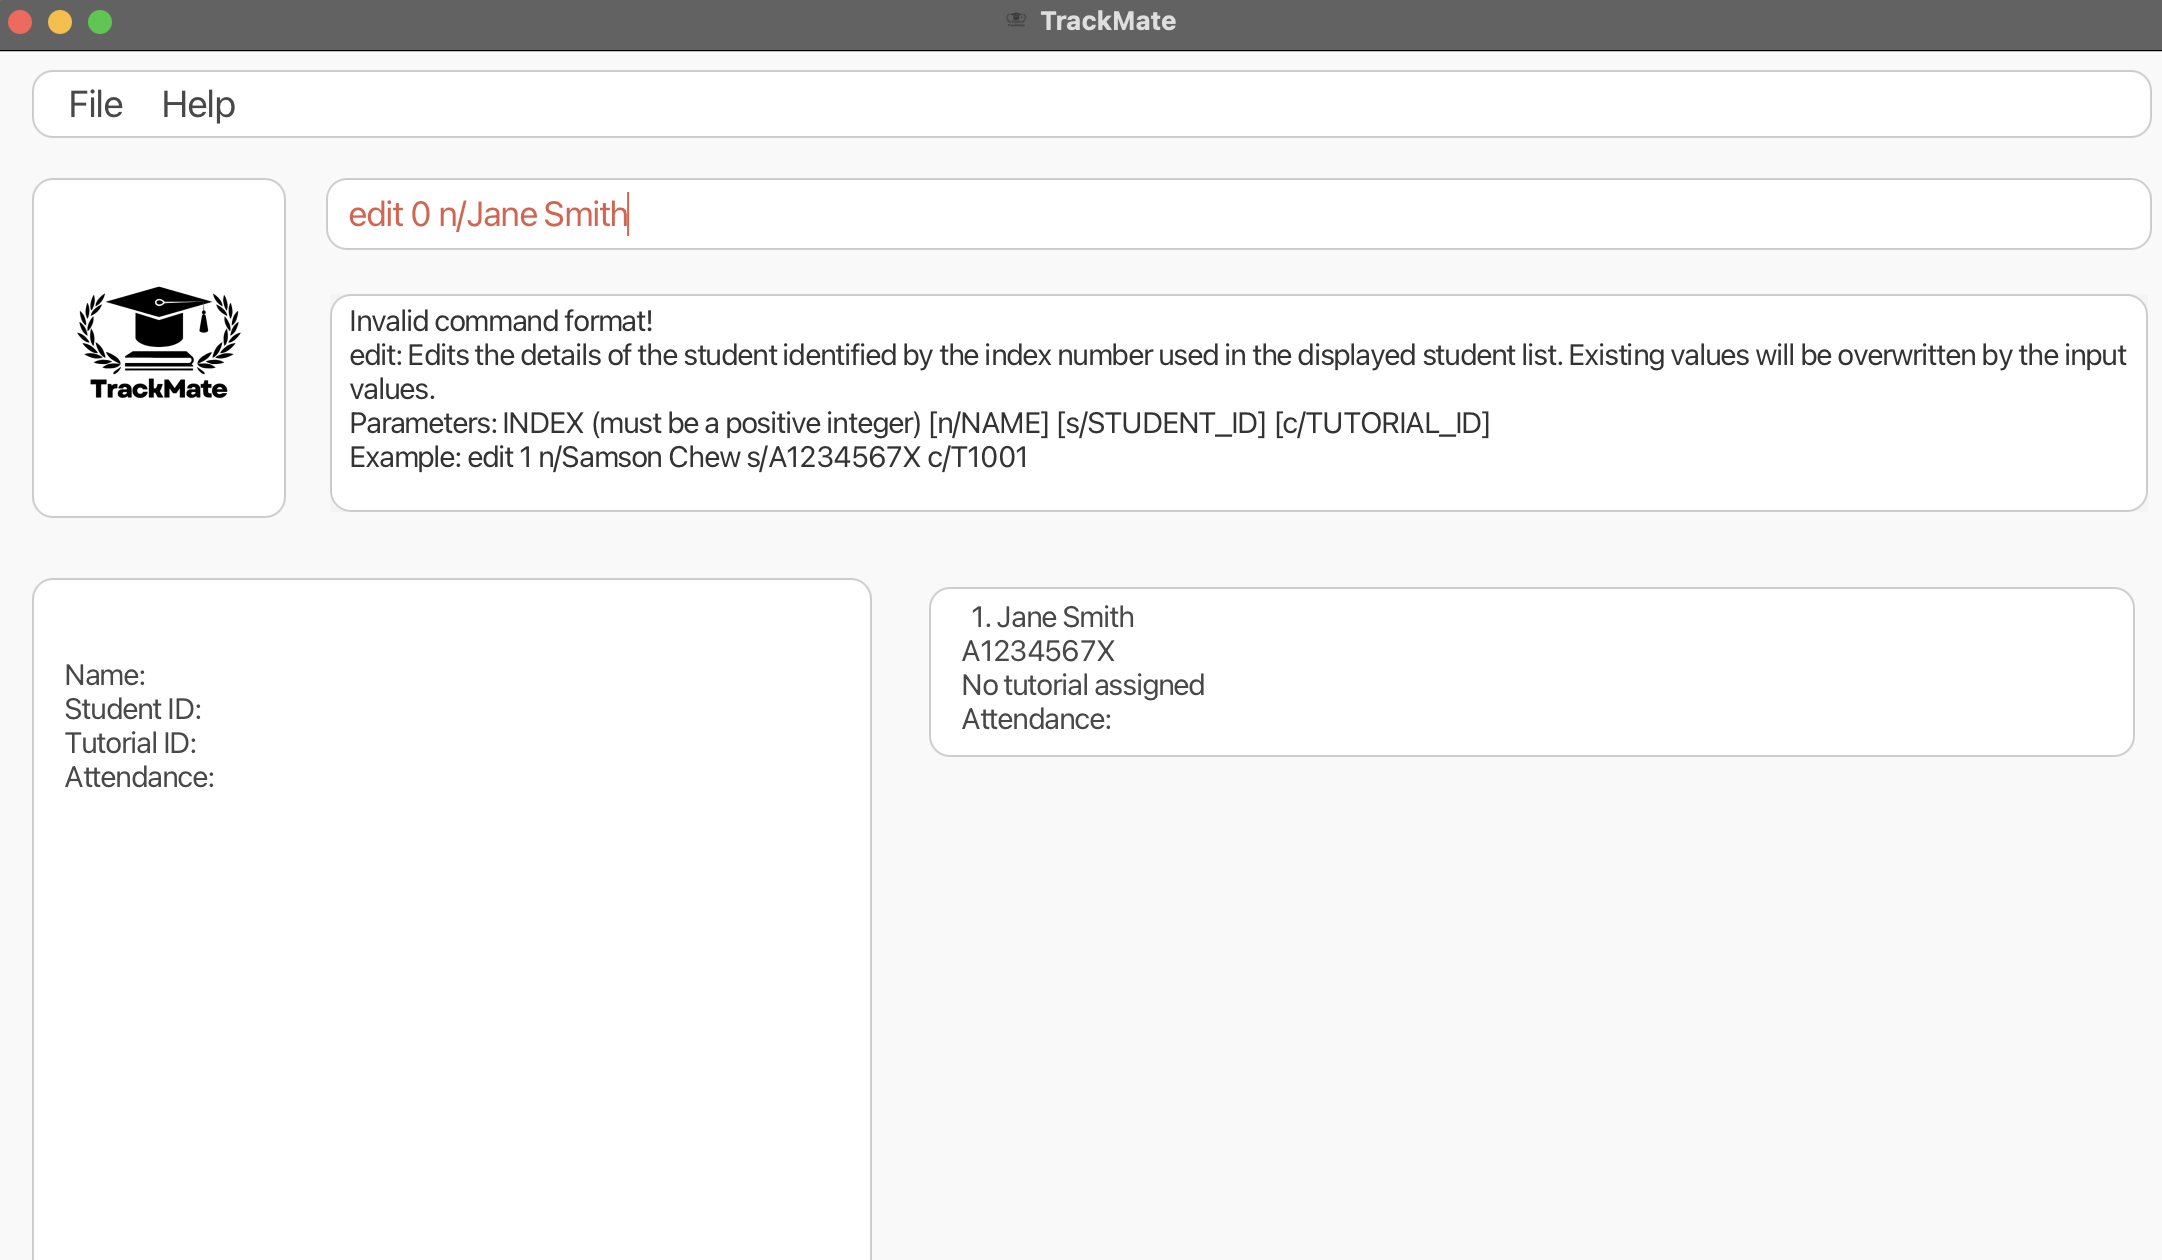 TrackMate
File Help
edit 0 n/Jane Smith
TrackMate
Invalid command format!
edit: Edits the details of the student identified by the index number used in the displayed student list. Existing values will be overwritten by the input
values.
Parameters: INDEX (must be a positive integer) [n/NAME] [s/STUDENT_ID] [c/TUTORIAL_ID]
Example: edit 1 n/Samson Chew s/A1234567X c/T1001
Name:
Student ID:
Tutorial ID:
Attendance:
1. Jane Smith
A1234567X
No tutorial assigned
Attendance: